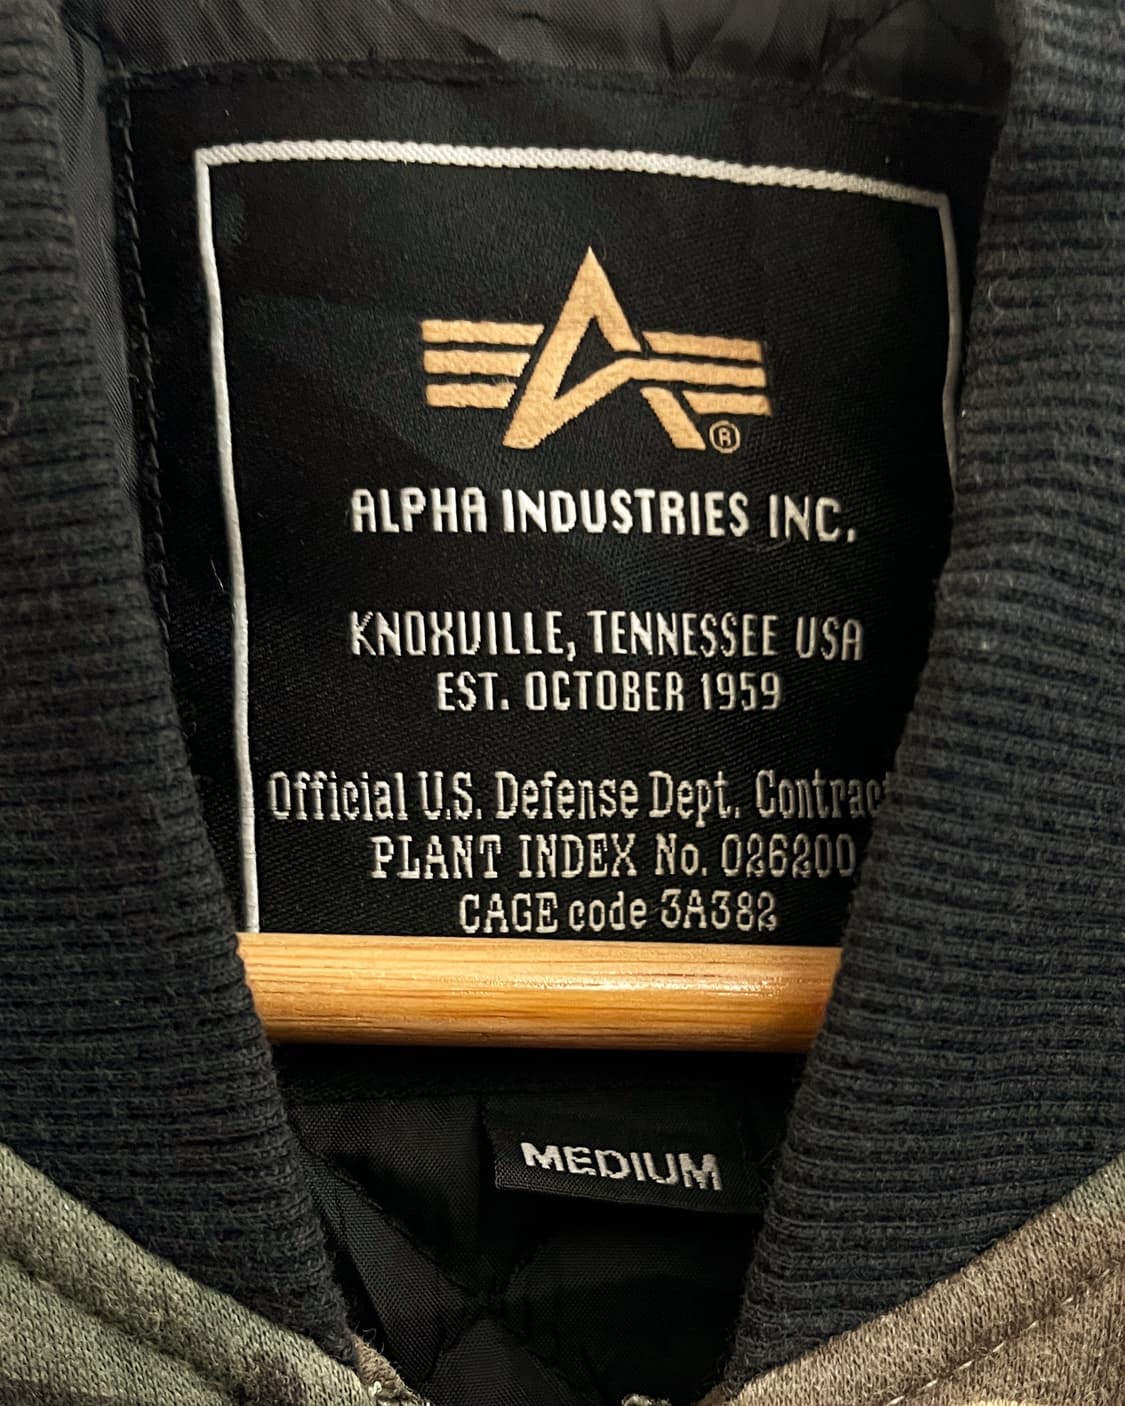 ®
ALPHA INDUSTRIES INC.
KNOXVILLE, TENNESSEE USA
EST. OCTOBER 1959
Official U.S. Defense Dept. Contrac
PLANT INDEX No. 026200
CAGE code 3A382
MEDIUM